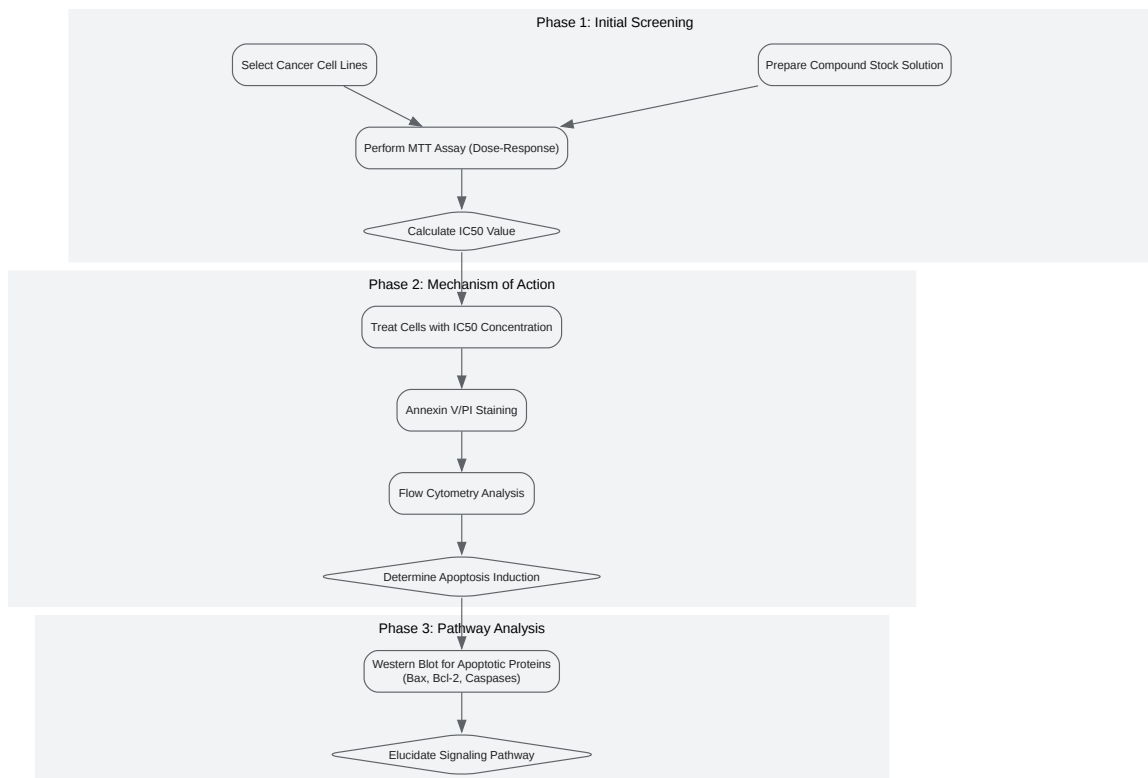 Phase 1: Initial Screening
Select Cancer Cell Lines
Prepare Compound Stock Solution
Perform MTT Assay (Dose-Response)
Calculate IC50 Value
Phase 2: Mechanism of Action
Treat Cells with IC50 Concentration
Annexin V/PI Staining
Flow Cytometry Analysis
Determine Apoptosis Induction
Phase 3: Pathway Analysis
Western Blot for Apoptotic Proteins
(Bax, Bcl-2, Caspases)
Elucidate Signaling Pathway